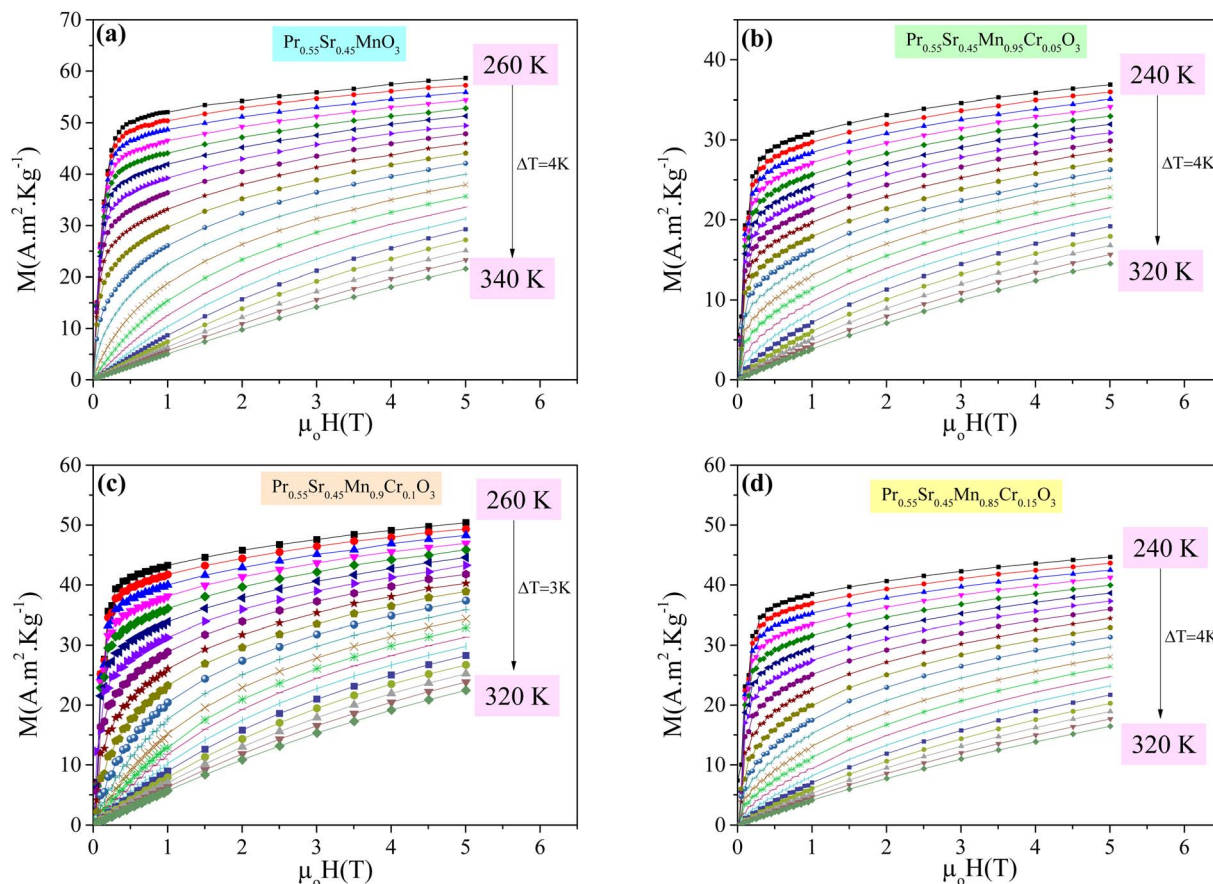 (a)
Pr0.55Sr0.45MnO3
260 K
ΔT=4K
340 K
M(A.m2.Kg-1)
70
60
50
40
30
20
10
0
0 1 2 3 4 5 6
μoH(T)
(b)
Pr0.55Sr0.45Mn0.95Cr0.05O3
240 K
ΔT=4K
320 K
M(A.m2.Kg-1)
40
30
20
10
0
0 1 2 3 4 5 6
μoH(T)
(c)
Pr0.55Sr0.45Mn0.9Cr0.1O3
260 K
ΔT=3K
320 K
M(A.m2.Kg-1)
60
50
40
30
20
10
0
0 1 2 3 4 5 6
μoH(T)
(d)
Pr0.55Sr0.45Mn0.85Cr0.15O3
240 K
ΔT=4K
320 K
M(A.m2.Kg-1)
60
50
40
30
20
10
0
0 1 2 3 4 5 6
μoH(T)